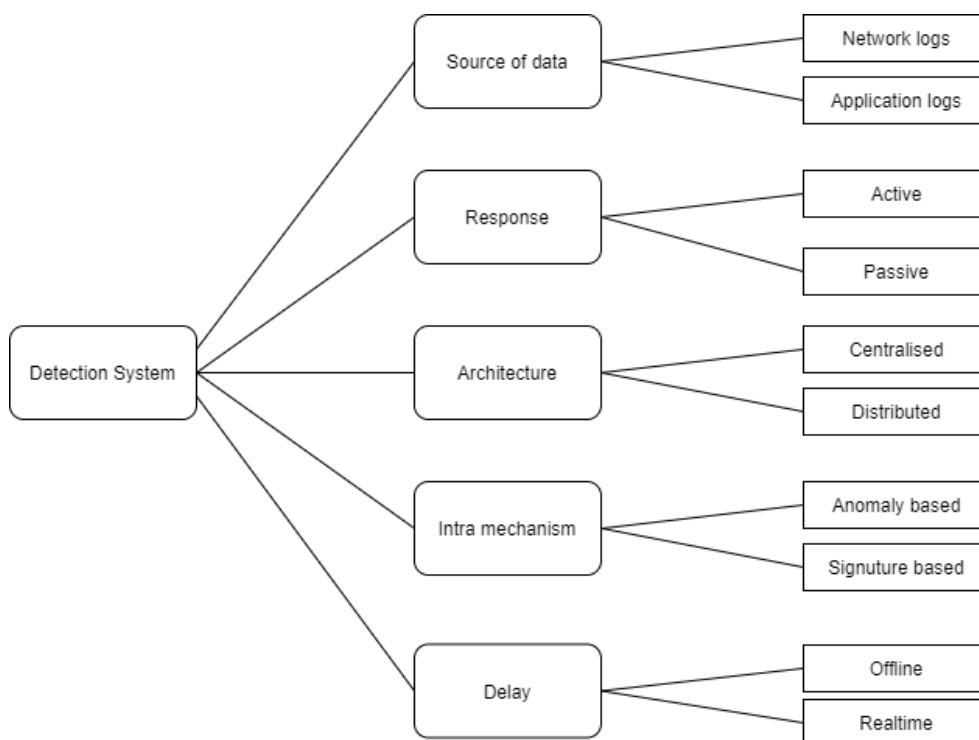 Network logs
Source of data
Application logs
Active
Response
Passive
Centralised
Detection System
Architecture
Distributed
Anomaly based
Intra mechanism
Signuture based
Offline
Delay
Realtime